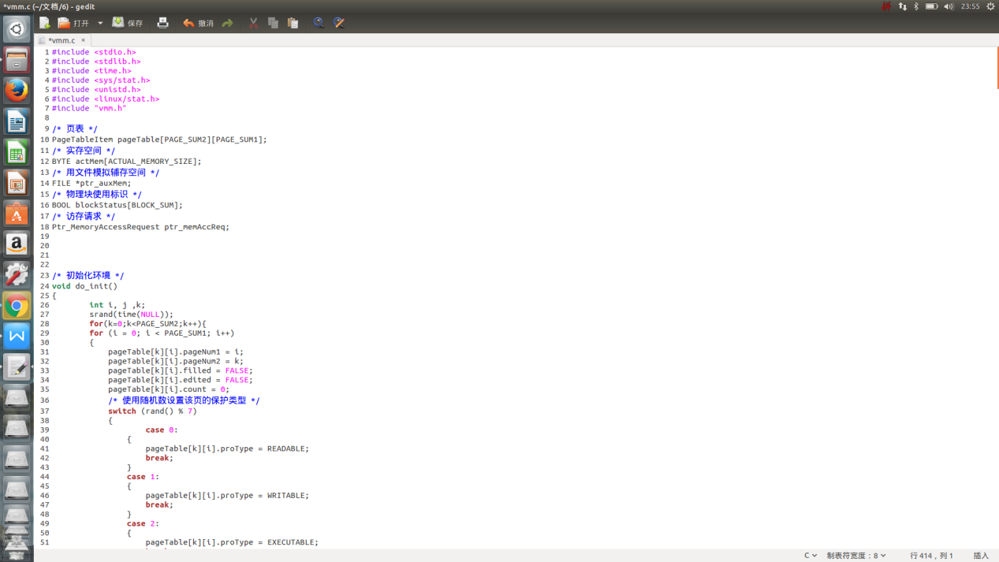 *vmm.c (~/文档/6) - gedit
23:55
打开
保存
撤消
*vmm.c ×
1 #include <stdio.h>
2 #include <stdlib.h>
3 #include <time.h>
4 #include <sys/stat.h>
5 #include <unistd.h>
6 #include <linux/stat.h>
7 #include "vmm.h"
8
9 /* 页表 */
10 PageTableItem pageTable[PAGE_SUM2][PAGE_SUM1];
11 /* 实存空间 */
12 BYTE actMem[ACTUAL_MEMORY_SIZE];
13 /* 用文件模拟辅存空间 */
14 FILE *ptr_auxMem;
15 /* 物理块使用标识 */
16 BOOL blockStatus[BLOCK_SUM];
17 /* 访存请求 */
18 Ptr_MemoryAccessRequest ptr_memAccReq;
19
20
21
22
23 /* 初始化环境 */
24 void do_init()
25 {
26 int i, j ,k;
27 srand(time(NULL));
28 for(k=0;k<PAGE_SUM2;k++){
29 for (i = 0; i < PAGE_SUM1; i++)
30 {
31 pageTable[k][i].pageNum1 = i;
32 pageTable[k][i].pageNum2 = k;
33 pageTable[k][i].filled = FALSE;
34 pageTable[k][i].edited = FALSE;
35 pageTable[k][i].count = 0;
36 /* 使用随机数设置该页的保护类型 */
37 switch (rand() % 7)
38 {
39 case 0:
40 {
41 pageTable[k][i].proType = READABLE;
42 break;
43 }
44 case 1:
45 {
46 pageTable[k][i].proType = WRITABLE;
47 break;
48 }
49 case 2:
50 {
51 pageTable[k][i].proType = EXECUTABLE;
C 制表符宽度：8 行 414，列 1 插入